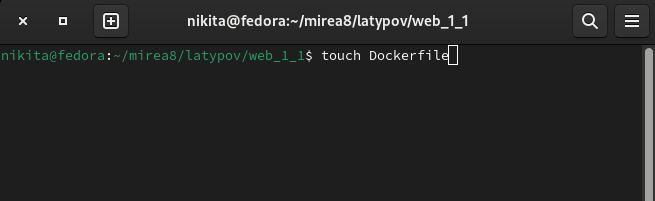 nikita@fedora:~/mirea8/latypov/web_1_1
nikita@fedora:~/mirea8/latypov/web_1_1$ touch Dockerfile